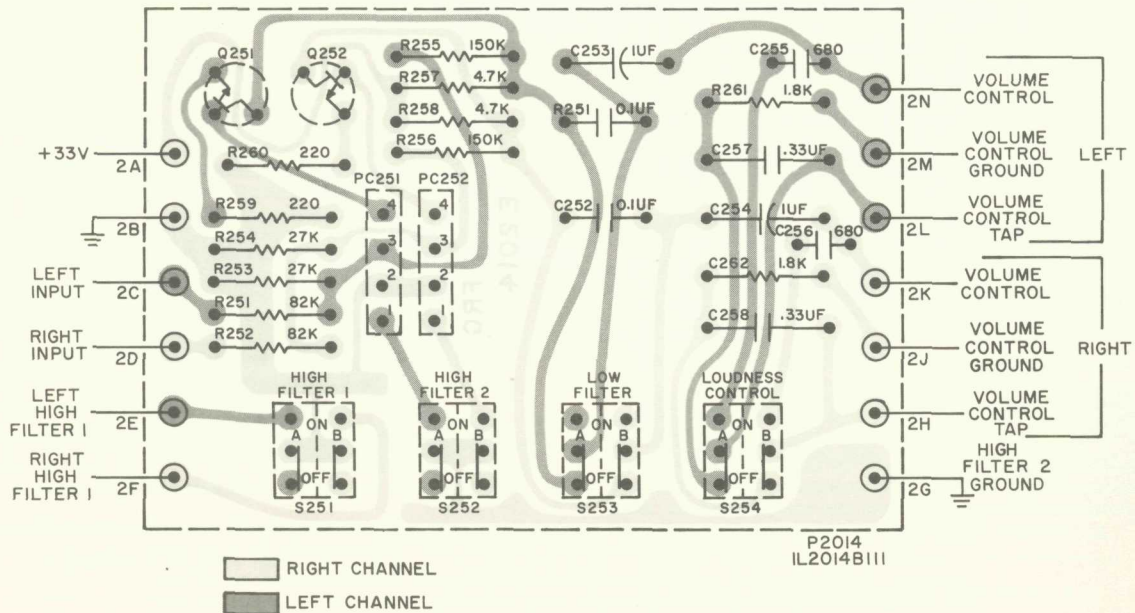 Q251
Q252
R255 150K
R257 4.7K
R258 4.7K
R256 150K
C253 1UF
R251 0.1UF
C255 680
R261 1.8K
C257 .33UF
2N VOLUME CONTROL
2M VOLUME CONTROL GROUND
LEFT
2L VOLUME CONTROL TAP
+33V 2A
R260 220
PC251 PC252
2B
R259 220
R254 27K
LEFT INPUT 2C
R253 27K
R251 82K
RIGHT INPUT 2D
R252 82K
4 4
3 3
2 2
1 1
C252 0.1UF
C254 1UF
C256 680
C262 1.8K
C258 .33UF
E 2014
FRG
2K VOLUME CONTROL
2J VOLUME CONTROL GROUND
RIGHT
2H VOLUME CONTROL TAP
2G HIGH FILTER 2 GROUND
LEFT HIGH FILTER 1 2E
RIGHT HIGH FILTER 1 2F
HIGH FILTER 1
ON
A B
OFF
S251
HIGH FILTER 2
ON
A B
OFF
S252
LOW FILTER
ON
A B
OFF
S253
LOUDNESS CONTROL
ON
A B
OFF
S254
P2014
IL2014B111
RIGHT CHANNEL
LEFT CHANNEL